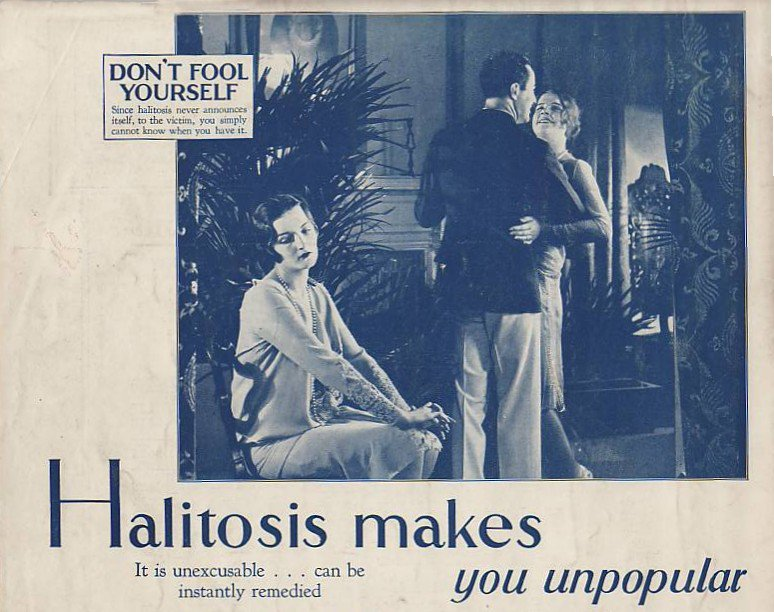 DON'T FOOL
YOURSELF
Since halitosis never announces
itself, to the victim, you simply
cannot know when you have it.
Halitosis makes
you unpopular
It is unexcusable . . . can be
instantly remedied